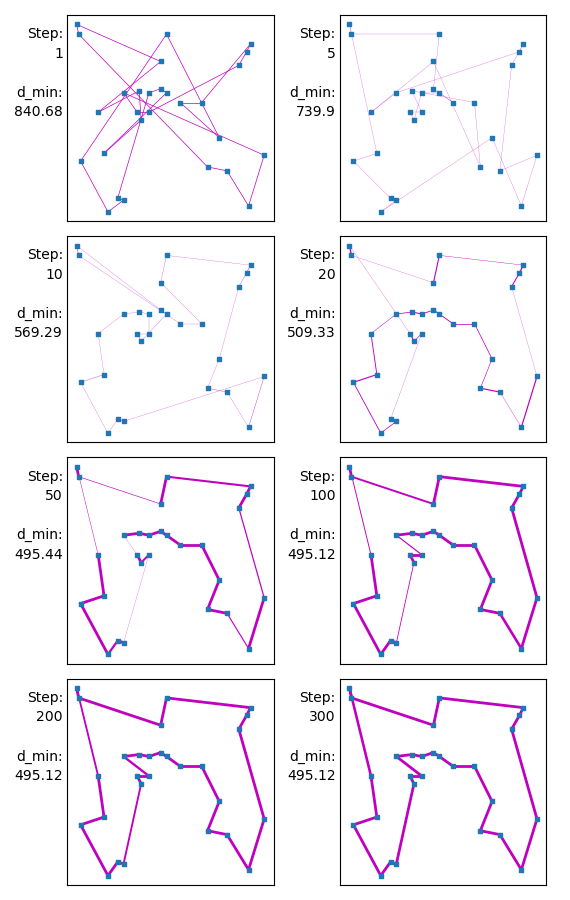 Step:
1
d_min:
840.68
Step:
5
d_min:
739.9
Step:
10
d_min:
569.29
Step:
20
d_min:
509.33
Step:
50
d_min:
495.44
Step:
100
d_min:
495.12
Step:
200
d_min:
495.12
Step:
300
d_min:
495.12